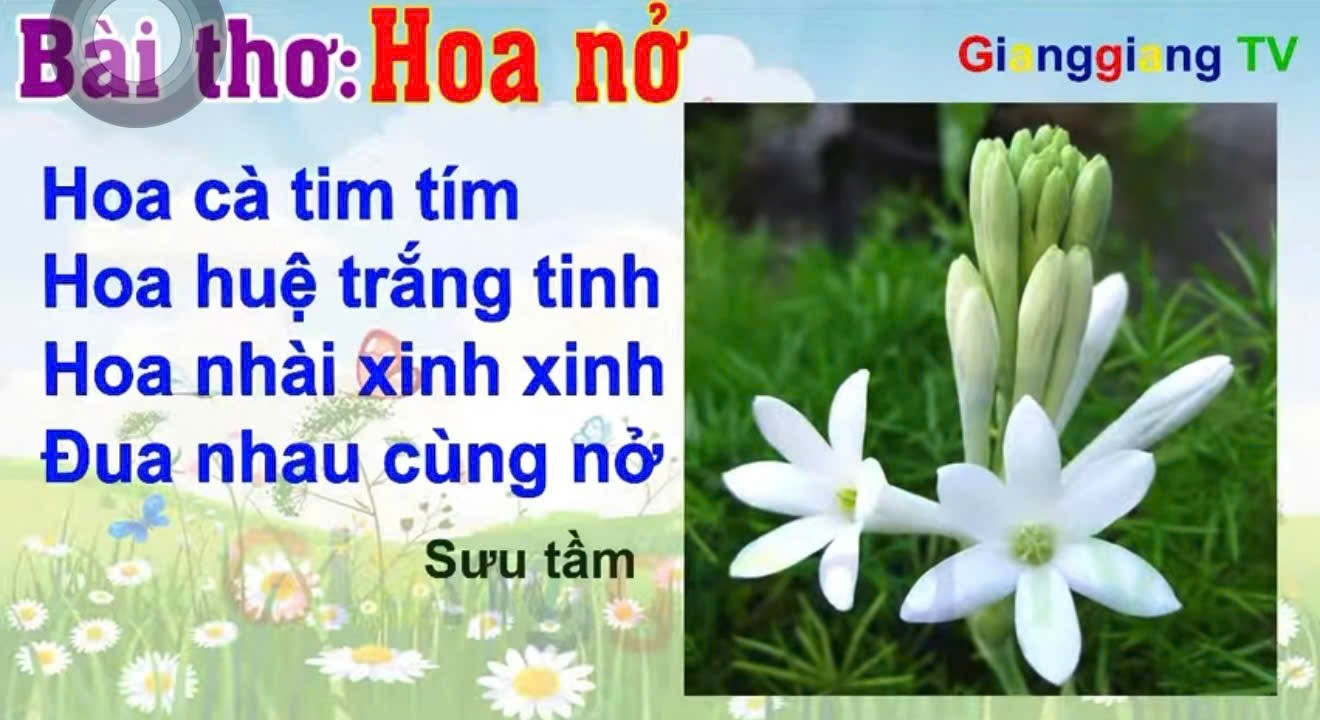 Bài thơ: Hoa nở
Gianggiang TV
Hoa cà tim tím
Hoa huệ trắng tinh
Hoa nhài xinh xinh
Đua nhau cùng nở
Sưu tầm